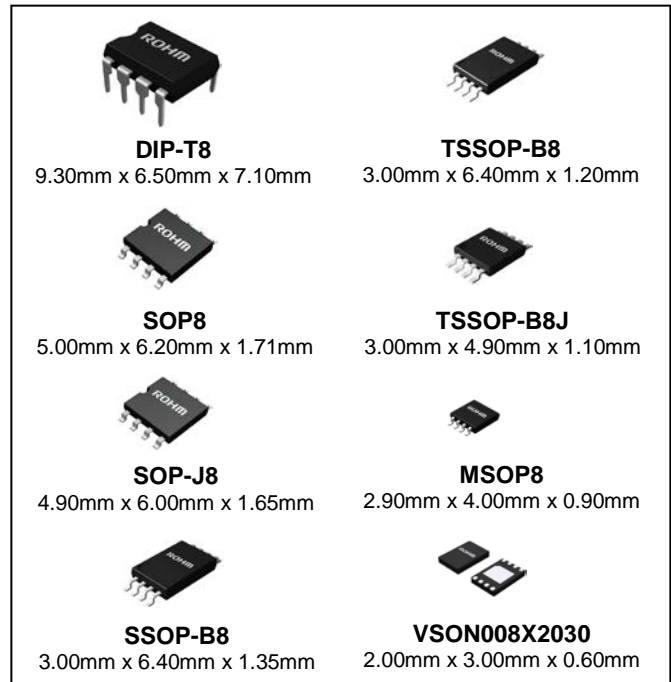 ROHM
ROHM
DIP-T8
9.30mm x 6.50mm x 7.10mm
TSSOP-B8
3.00mm x 6.40mm x 1.20mm
ROHM
ROHM
SOP8
5.00mm x 6.20mm x 1.71mm
TSSOP-B8J
3.00mm x 4.90mm x 1.10mm
ROHM
ROHM
SOP-J8
4.90mm x 6.00mm x 1.65mm
MSOP8
2.90mm x 4.00mm x 0.90mm
ROHM
ROHM
SSOP-B8
3.00mm x 6.40mm x 1.35mm
VSON008X2030
2.00mm x 3.00mm x 0.60mm